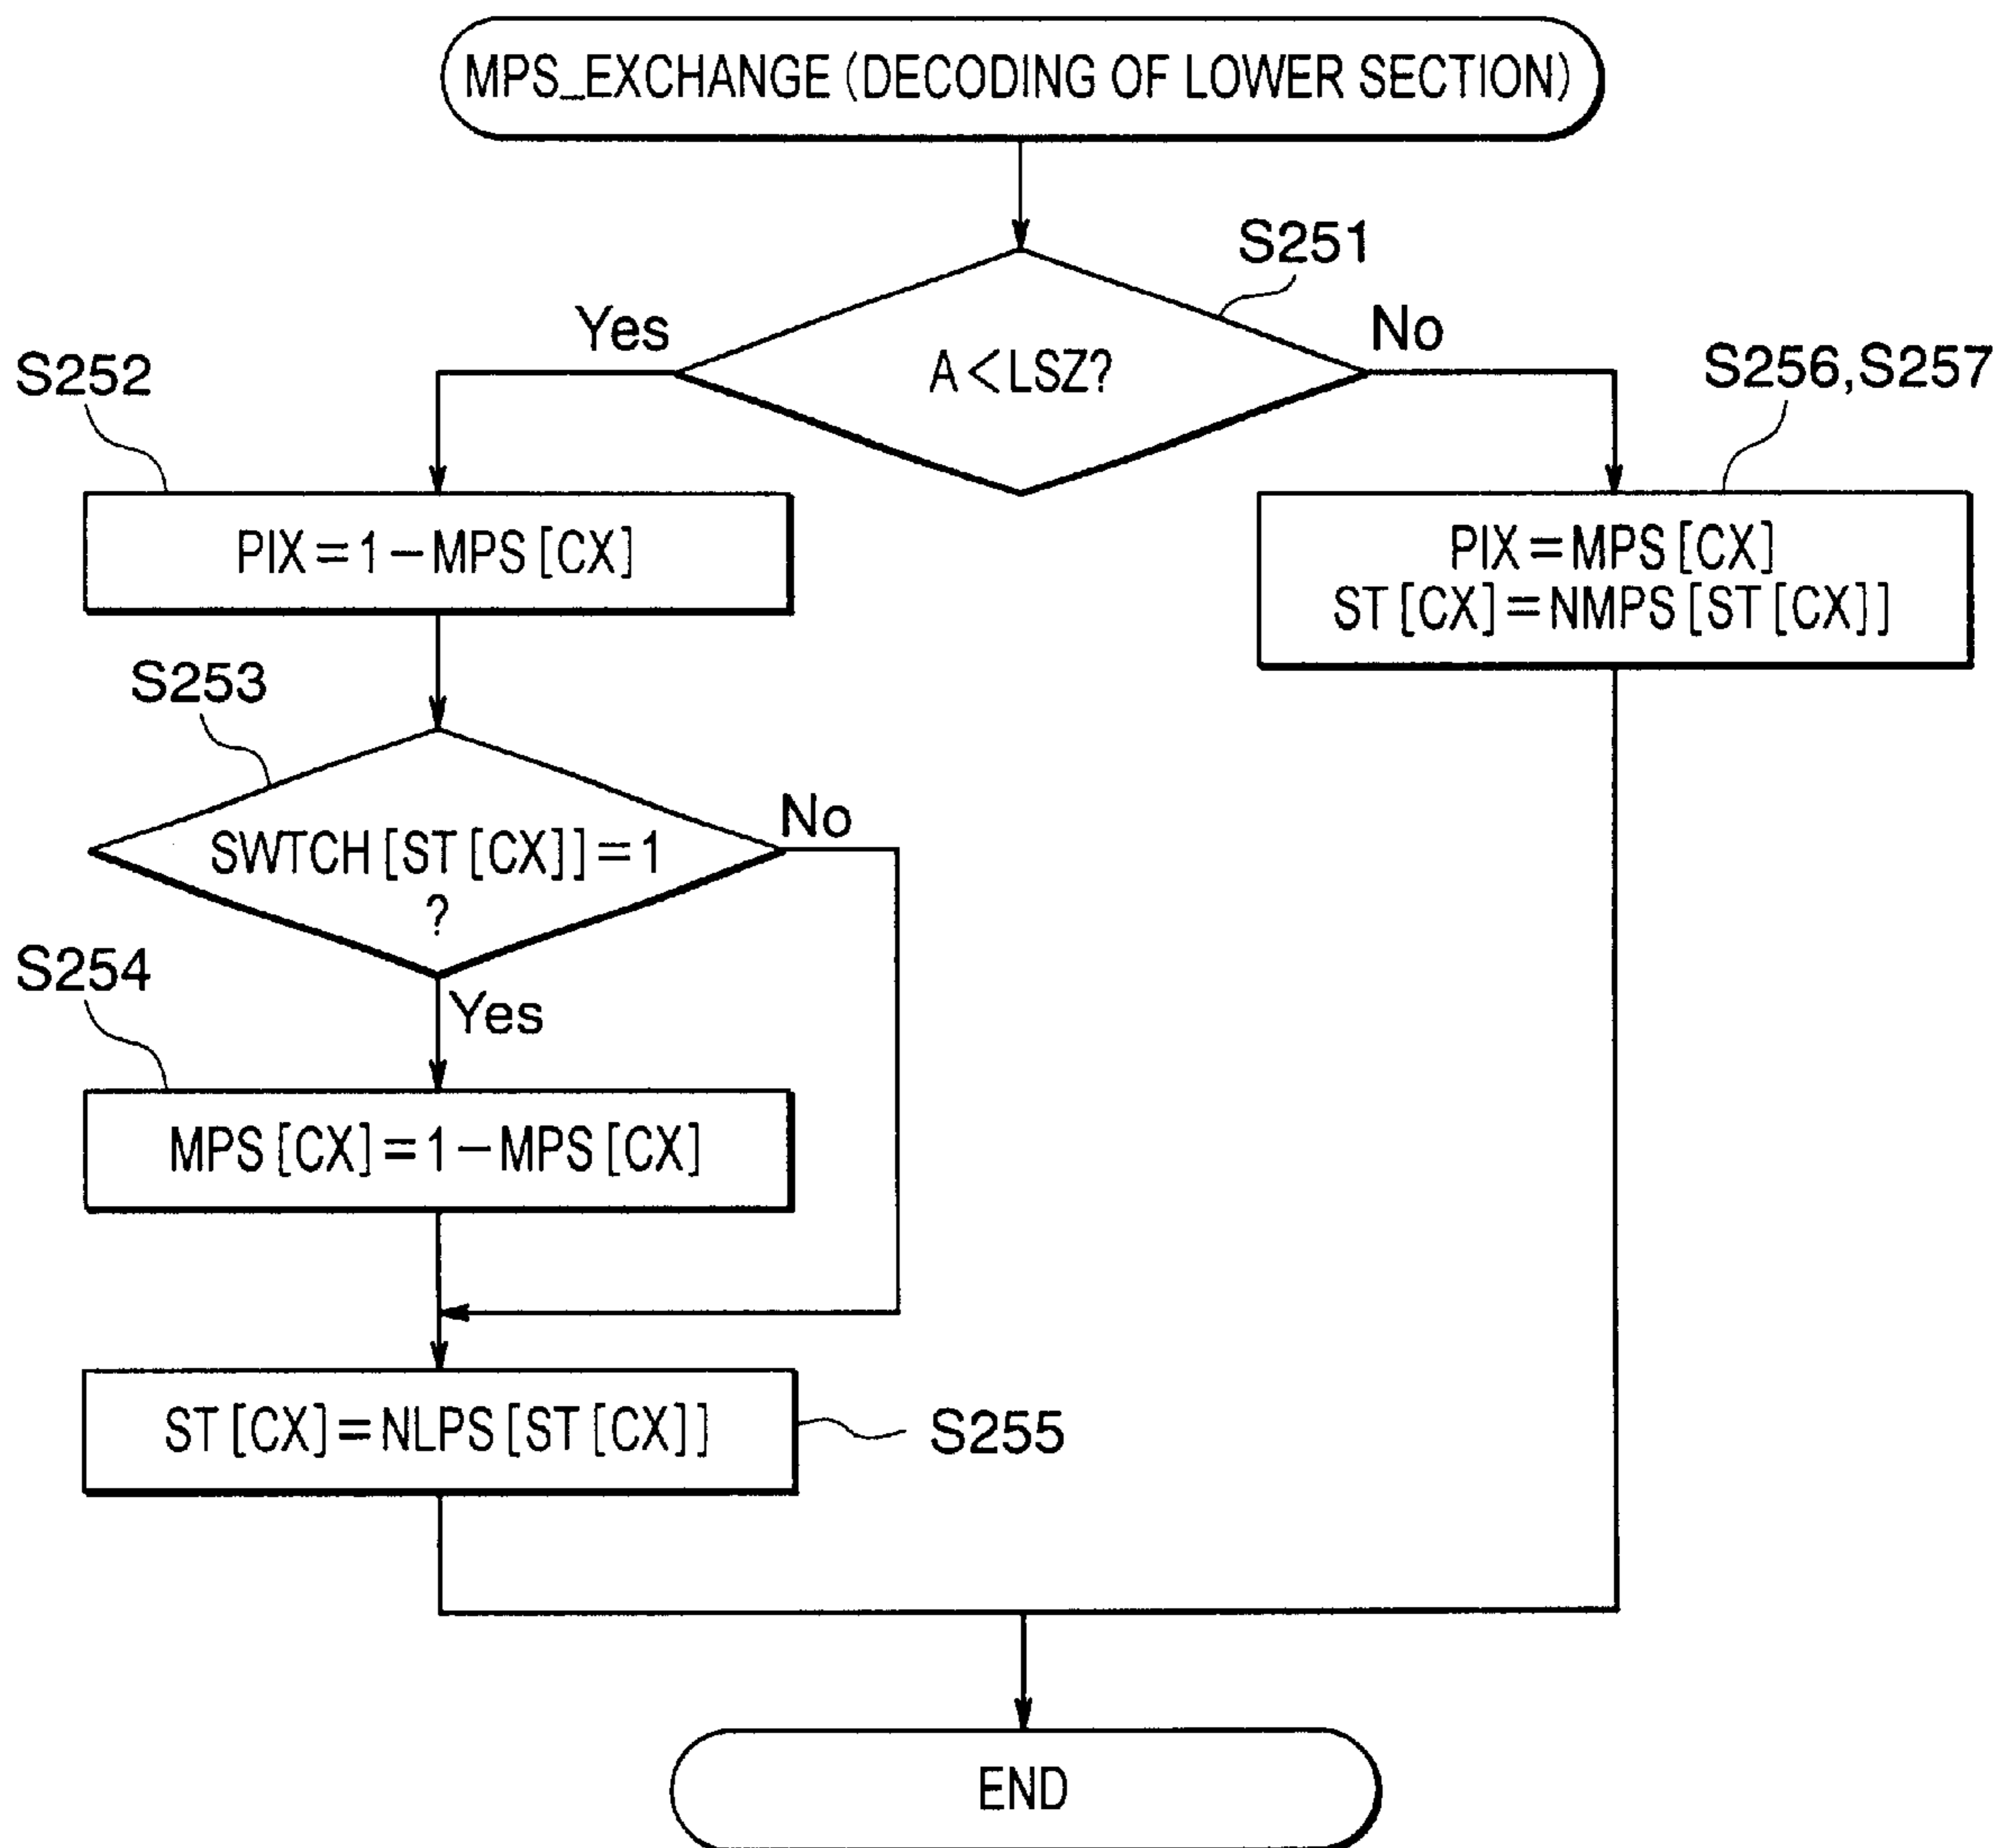 MPS_EXCHANGE (DECODING OF LOWER SECTION)
S251
Yes
No
A<LSZ?
S252
S256,S257
PIX=1-MPS[CX]
PIX=MPS[CX]
ST[CX]=NMPS[ST[CX]]
S253
No
SWTCH[ST[CX]]=1
?
S254
Yes
MPS[CX]=1-MPS[CX]
ST[CX]=NLPS[ST[CX]]
S255
END